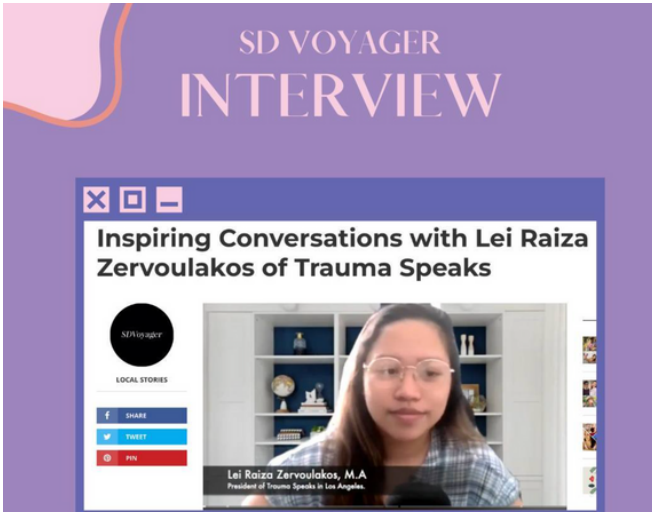 SD VOYAGER
INTERVIEW
Inspiring Conversations with Lei Raiza
Zervoulakos of Trauma Speaks
SDVoyager
LOCAL STORIES
SHARE
TWEET
PIN
Lei Raiza Zervoulakos, M.A
President of Trauma Speaks in Los Angeles.